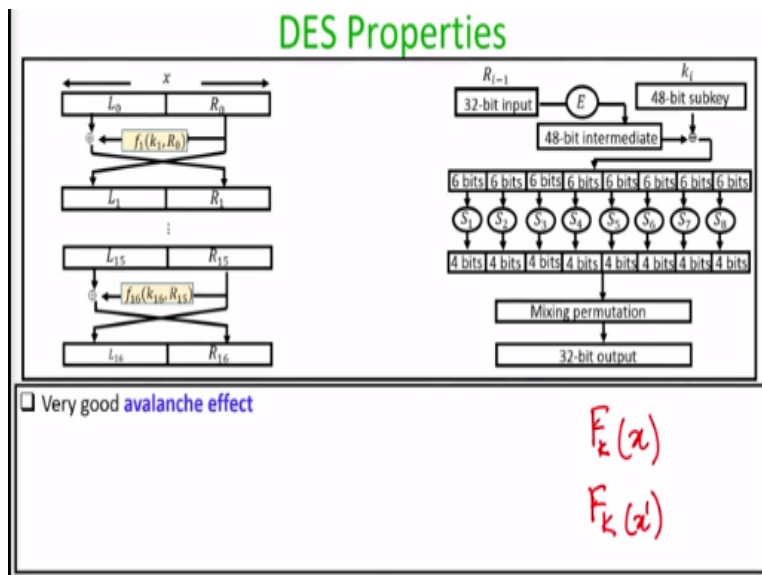 DES Properties
x
L₀ R₀
⊕ f₁(k₁, R₀)
L₁ R₁
⋮
L₁₅ R₁₅
⊕ f₁₆(k₁₆, R₁₅)
L₁₆ R₁₆
Rᵢ₋₁ kᵢ
32-bit input E 48-bit subkey
48-bit intermediate ⊕
6 bits 6 bits 6 bits 6 bits 6 bits 6 bits 6 bits 6 bits
S₁ S₂ S₃ S₄ S₅ S₆ S₇ S₈
4 bits 4 bits 4 bits 4 bits 4 bits 4 bits 4 bits 4 bits
Mixing permutation
32-bit output
❑ Very good avalanche effect
Fₖ(x)
Fₖ(x')